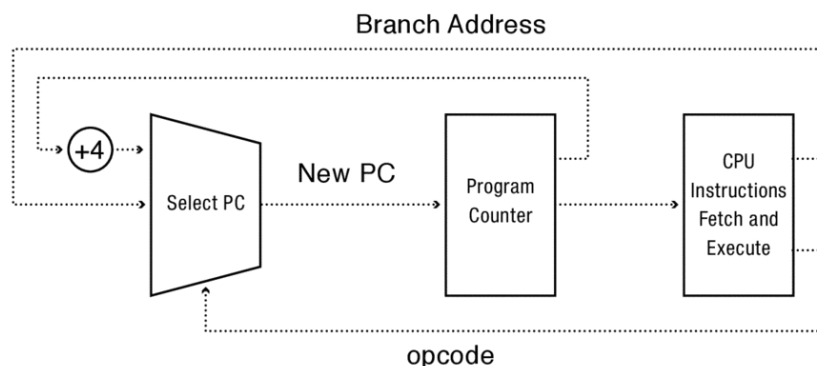 Branch Address
+4
Select PC
New PC
Program
Counter
CPU
Instructions
Fetch and
Execute
opcode